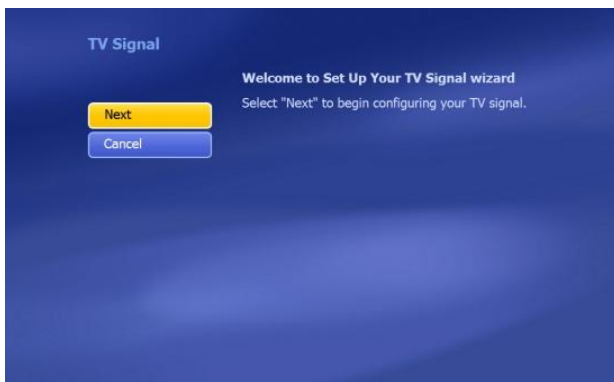 TV Signal
Welcome to Set Up Your TV Signal wizard
Select "Next" to begin configuring your TV signal.
Next
Cancel